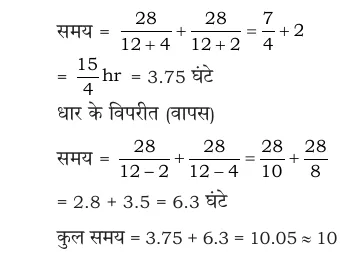 समय = 28/(12 + 4) + 28/(12 + 2) = 7/4 + 2
= 15/4 hr = 3.75 घंटे
धार के विपरीत (वापस)
समय = 28/(12 – 2) + 28/(12 – 4) = 28/10 + 28/8
= 2.8 + 3.5 = 6.3 घंटे
कुल समय = 3.75 + 6.3 = 10.05 ≈ 10